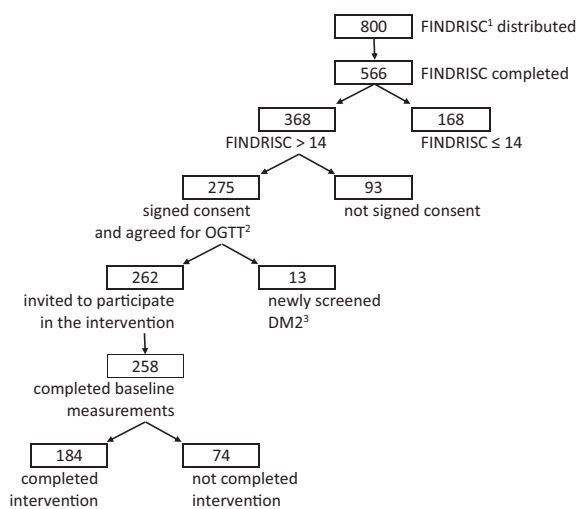 800 FINDRISC¹ distributed
566 FINDRISC completed
368 168
FINDRISC > 14 FINDRISC ≤ 14
275 93
signed consent not signed consent
and agreed for OGTT²
262 13
invited to participate newly screened
in the intervention DM2³
258
completed baseline
measurements
184 74
completed not completed
intervention intervention